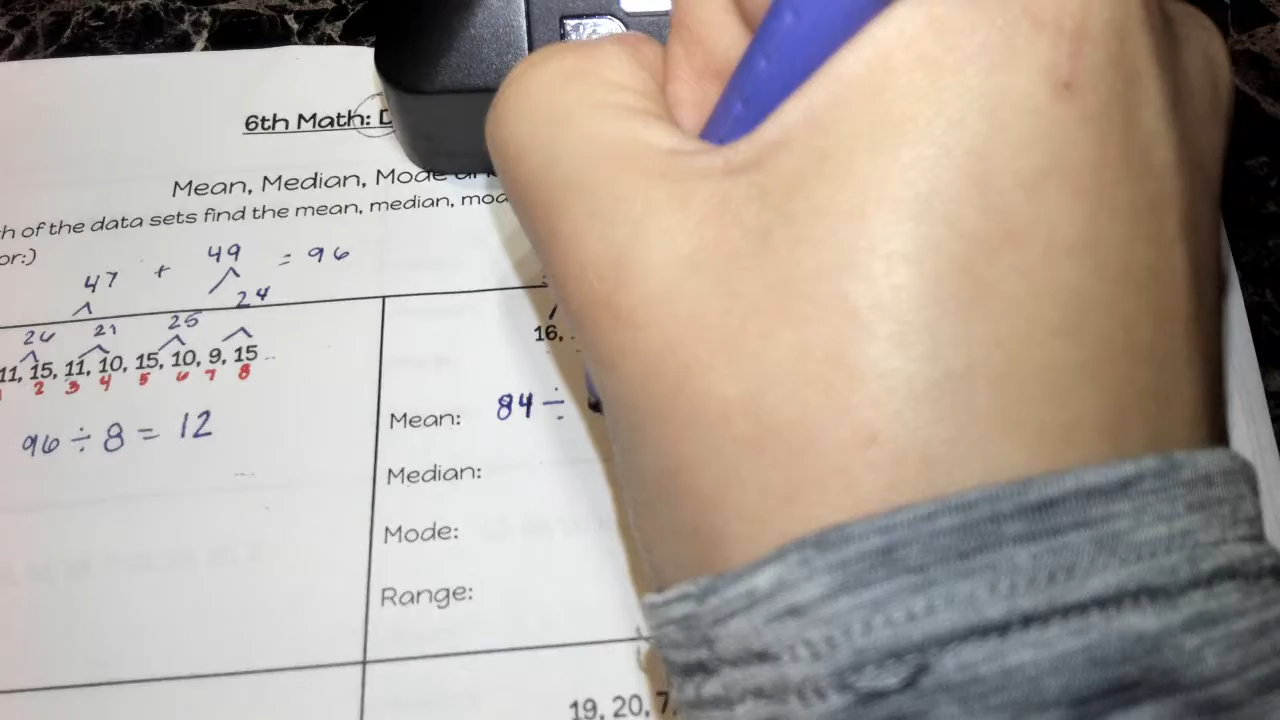 6th Math:
Mean, Median, Mode
of the data sets find the mean, median,
or:)
47 + 49 = 96
24
26 21 25
11, 15, 11, 10, 15, 10, 9, 15
2 3 4 5 6 7 8
96 ÷ 8 = 12
16,
Mean: 84 ÷
Median:
Mode:
Range:
19, 20, 7